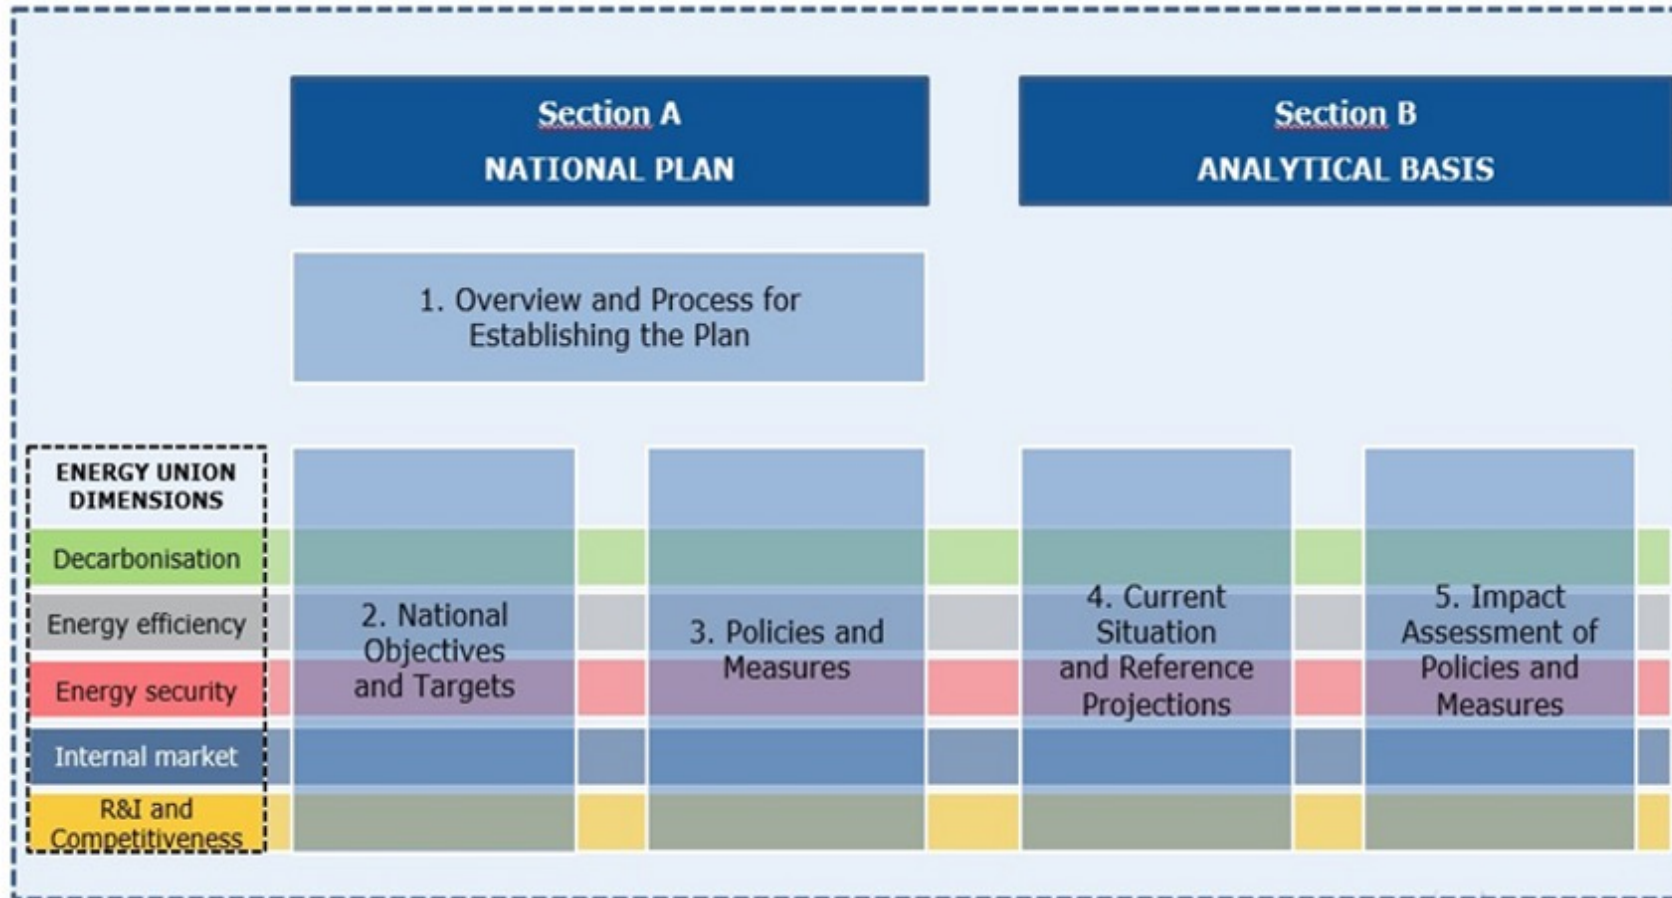 Section A
NATIONAL PLAN
Section B
ANALYTICAL BASIS
1. Overview and Process for
Establishing the Plan
ENERGY UNION
DIMENSIONS
Decarbonisation
Energy efficiency
Energy security
Internal market
R&I and
Competitiveness
2. National
Objectives
and Targets
3. Policies and
Measures
4. Current
Situation
and Reference
Projections
5. Impact
Assessment of
Policies and
Measures